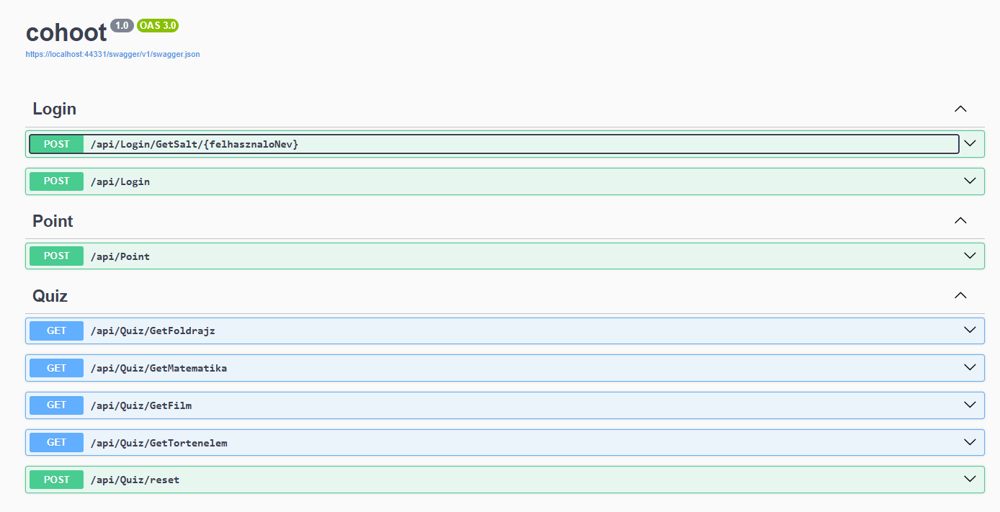 cohoot 1.0 OAS 3.0
https://localhost:44331/swagger/v1/swagger.json
Login
POST /api/Login/GetSalt/{felhasznaloNev}
POST /api/Login
Point
POST /api/Point
Quiz
GET /api/Quiz/GetFoldrajz
GET /api/Quiz/GetMatematika
GET /api/Quiz/GetFilm
GET /api/Quiz/GetTortenelem
POST /api/Quiz/reset